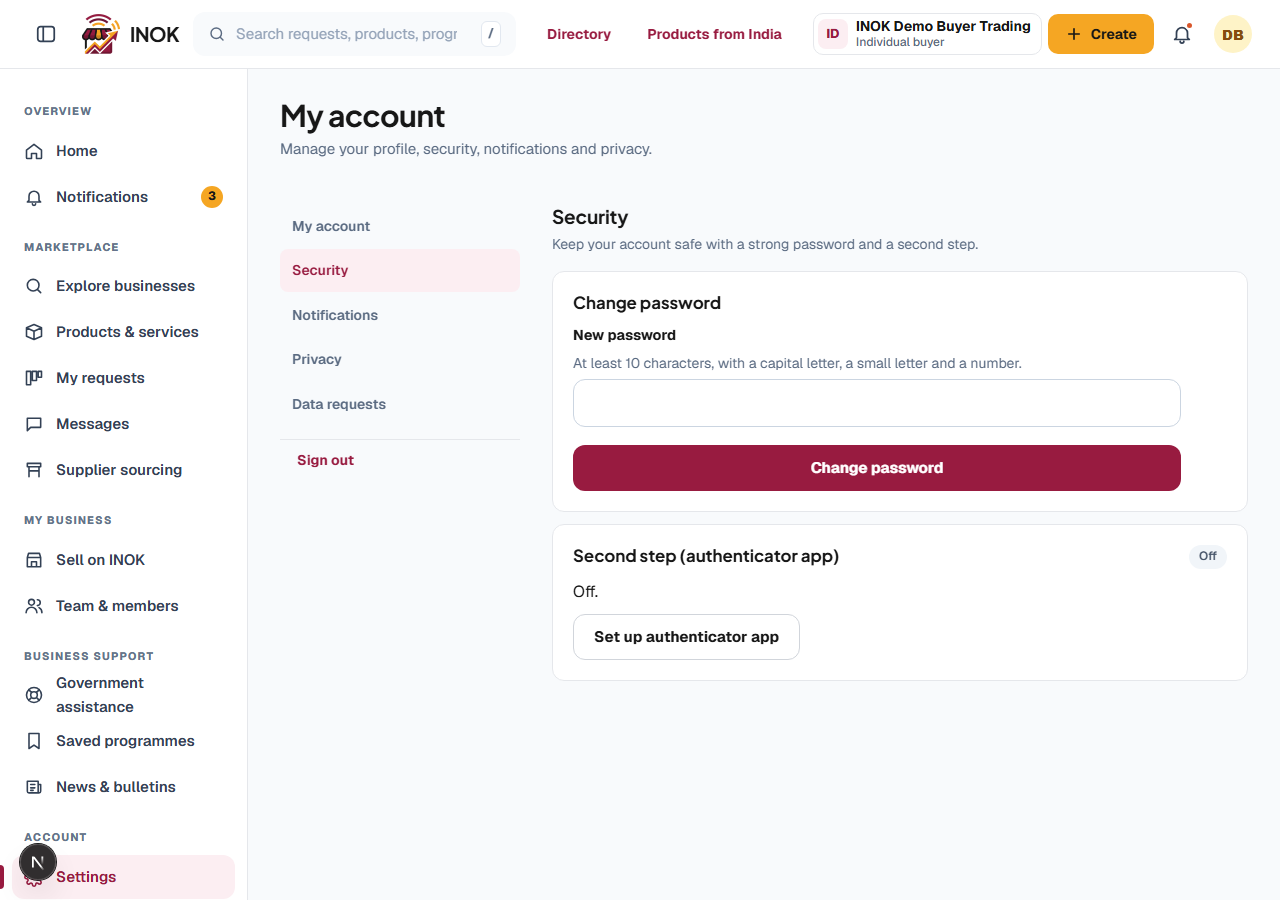 INOK
Search requests, products, progr
/
Directory
Products from India
ID
INOK Demo Buyer Trading
Individual buyer
Create
DB
OVERVIEW
Home
Notifications
3
MARKETPLACE
Explore businesses
Products & services
My requests
Messages
Supplier sourcing
MY BUSINESS
Sell on INOK
Team & members
BUSINESS SUPPORT
Government
assistance
Saved programmes
News & bulletins
ACCOUNT
N
Settings
My account
Manage your profile, security, notifications and privacy.
My account
Security
Notifications
Privacy
Data requests
Sign out
Security
Keep your account safe with a strong password and a second step.
Change password
New password
At least 10 characters, with a capital letter, a small letter and a number.
Change password
Second step (authenticator app)
Off
Off.
Set up authenticator app